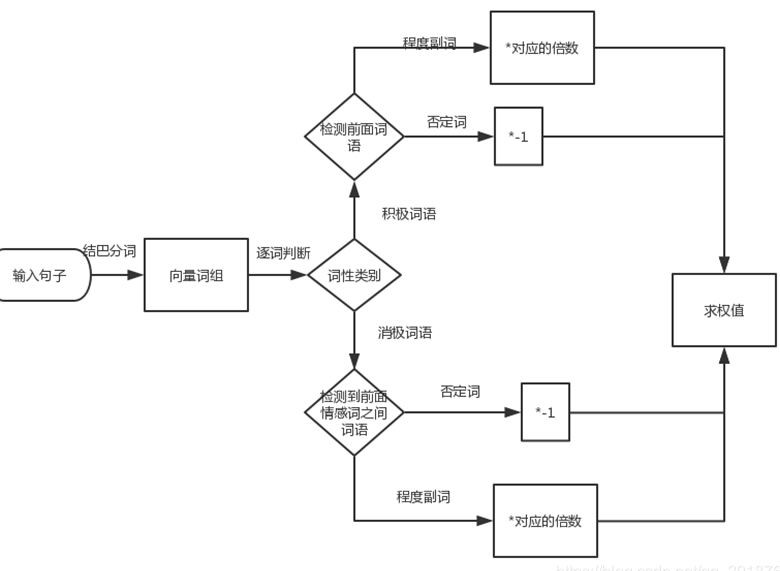 程度副词
*对应的倍数
检测前面词
语
否定词
*-1
积极词语
结巴分词
逐词判断
输入句子
向量词组
词性类别
求权值
消极词语
检测到前面
情感词之间
词语
否定词
*-1
程度副词
*对应的倍数